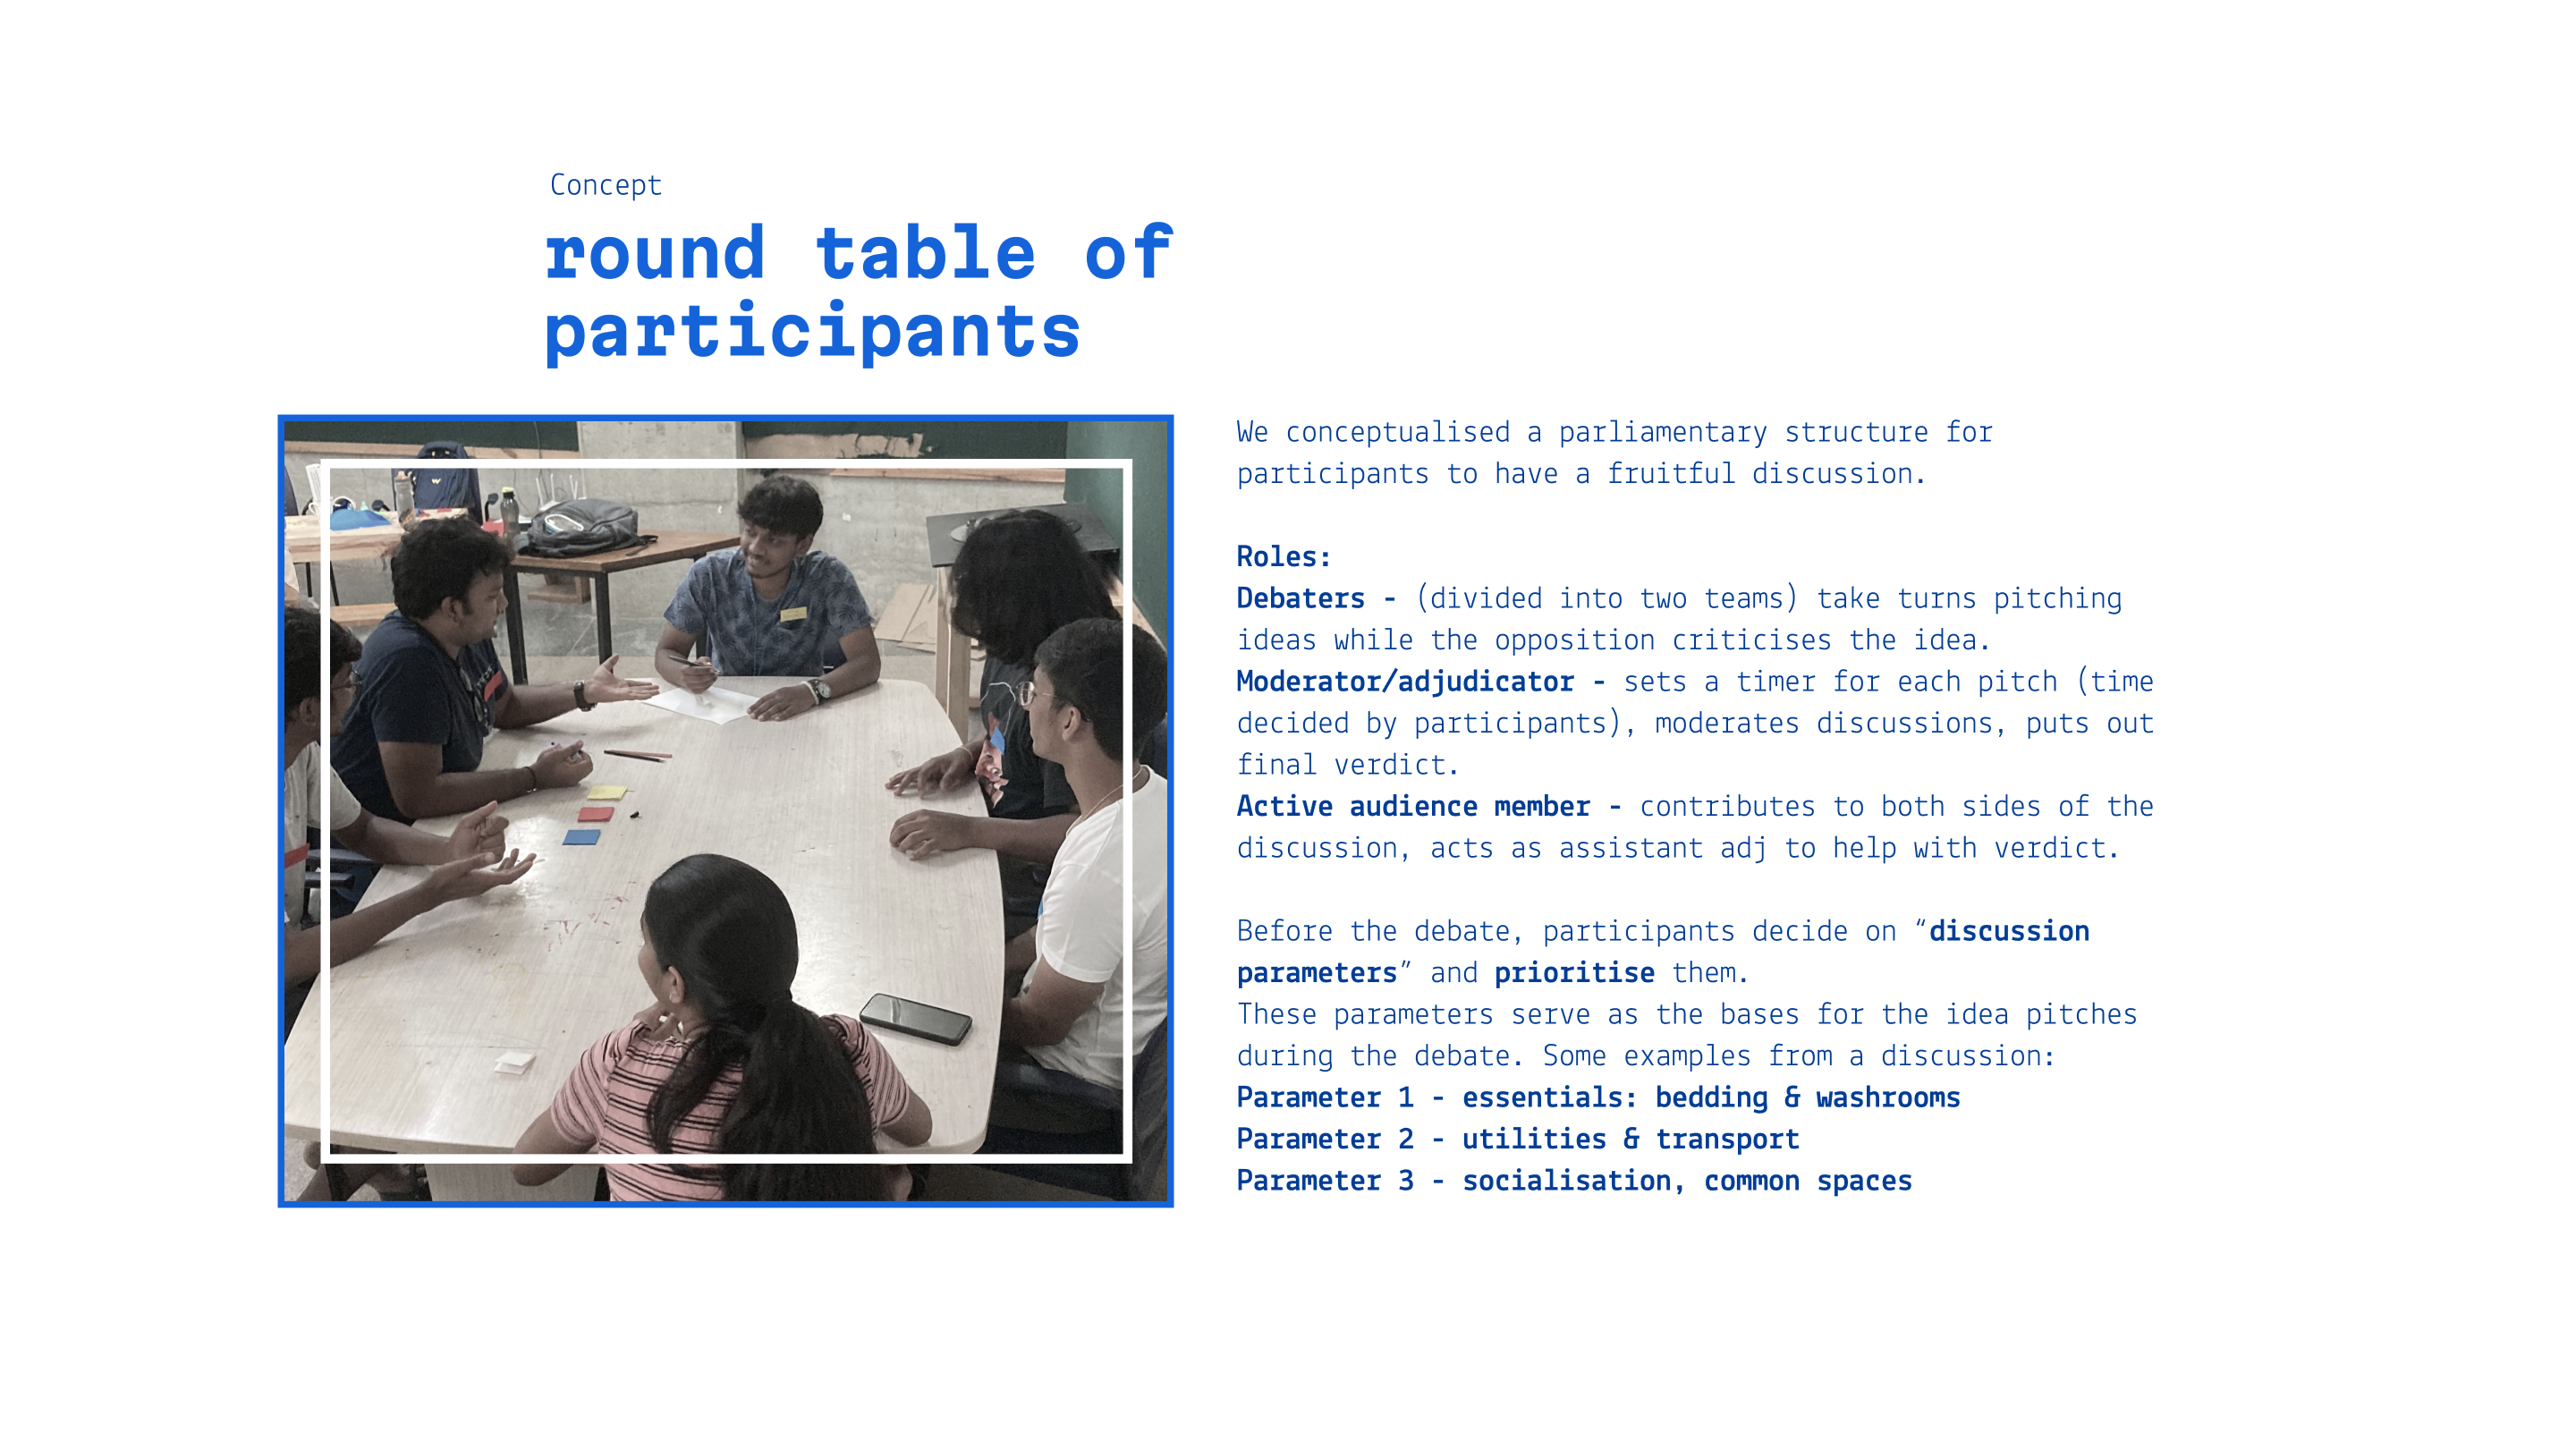 Concept
round table of
participants
We conceptualised a parliamentary structure for
participants to have a fruitful discussion.
Roles:
Debaters - (divided into two teams) take turns pitching
ideas while the opposition criticises the idea.
Moderator/adjudicator - sets a timer for each pitch (time
decided by participants), moderates discussions, puts out
final verdict.
Active audience member - contributes to both sides of the
discussion, acts as assistant adj to help with verdict.
Before the debate, participants decide on “discussion
parameters” and prioritise them.
These parameters serve as the bases for the idea pitches
during the debate. Some examples from a discussion:
Parameter 1 - essentials: bedding & washrooms
Parameter 2 - utilities & transport
Parameter 3 - socialisation, common spaces